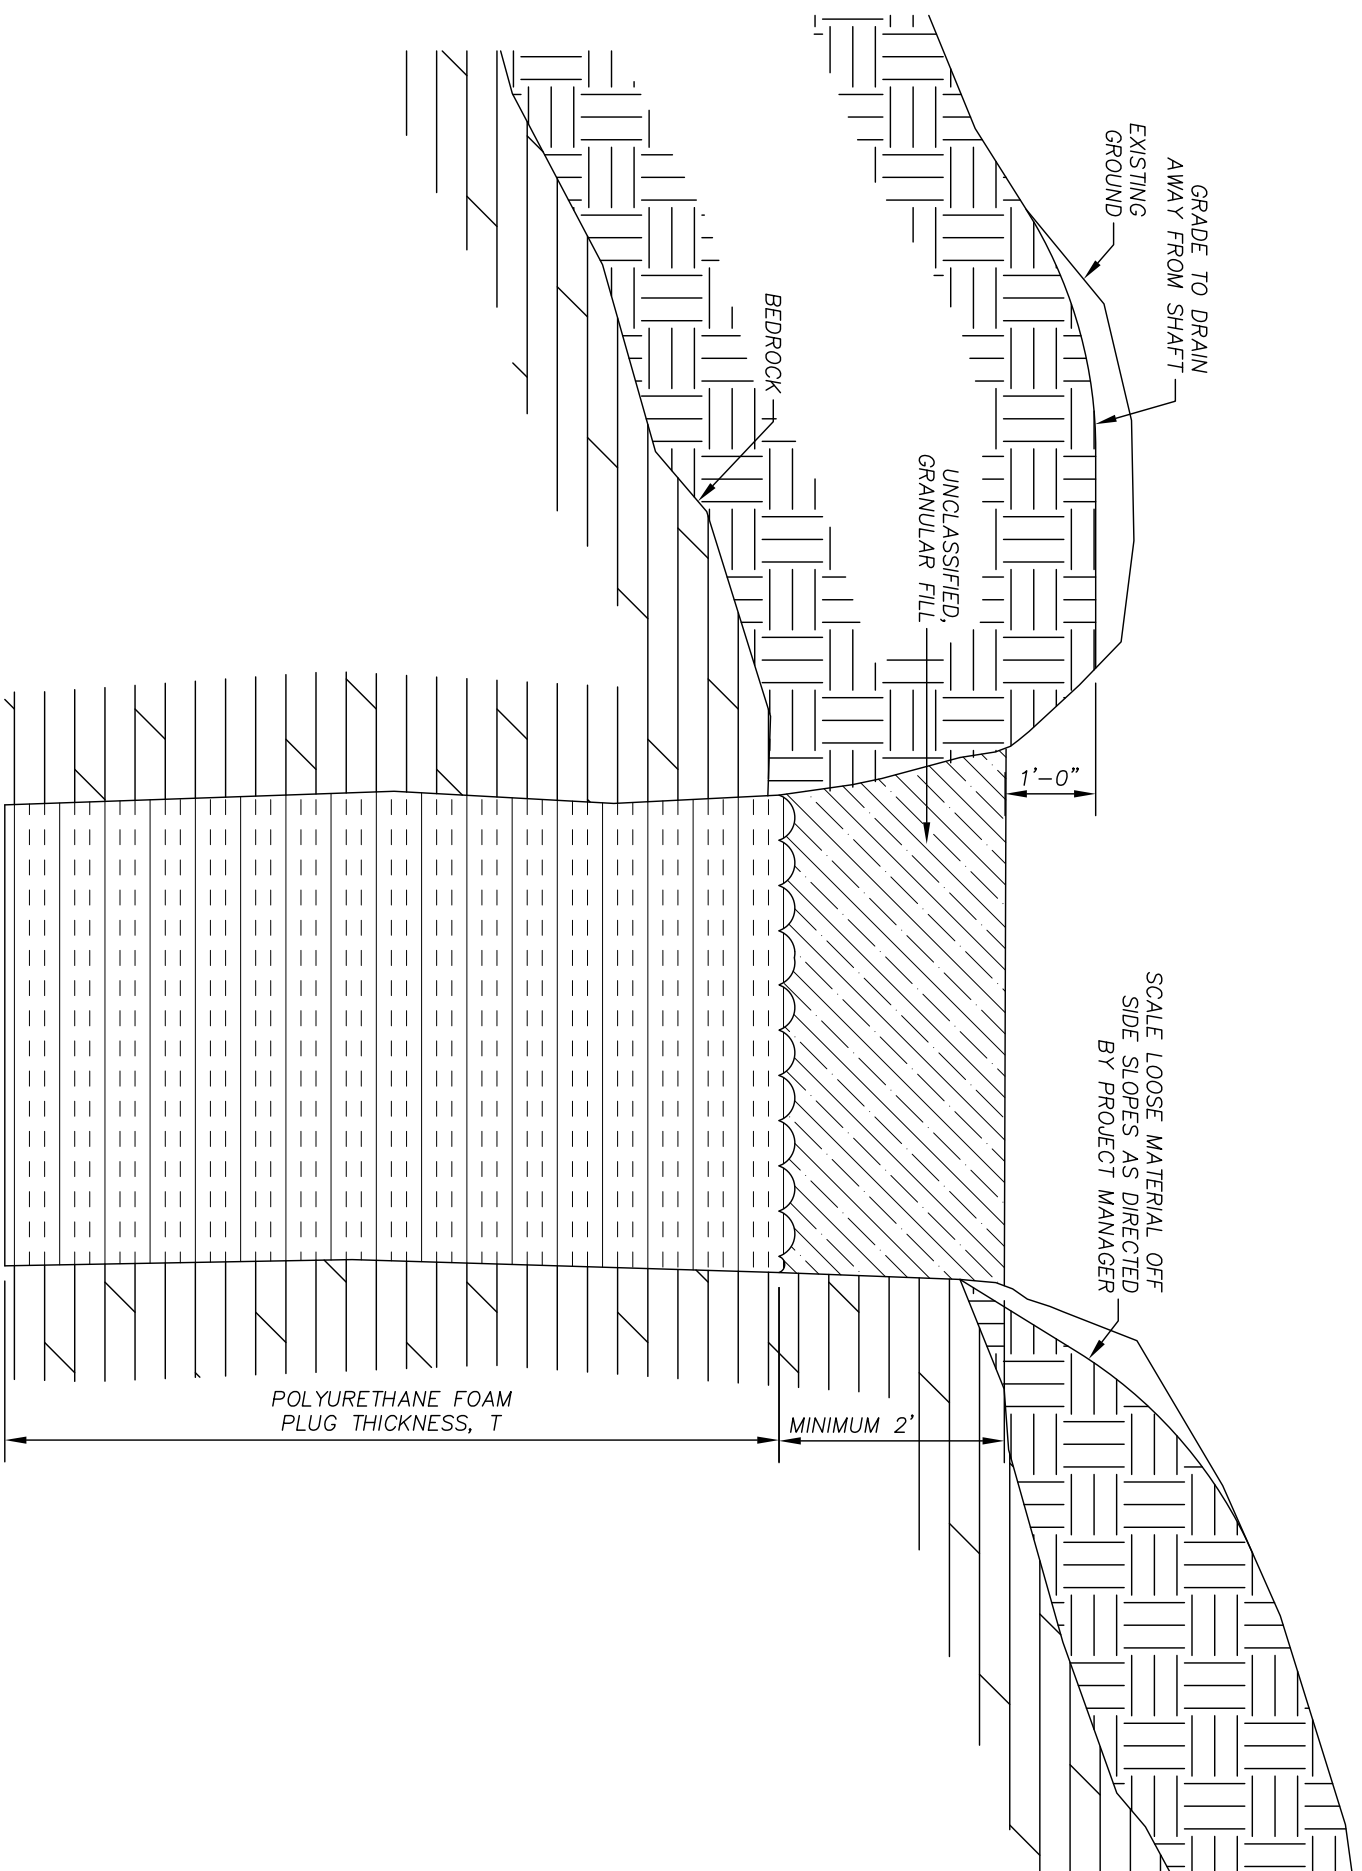 GRADE TO DRAIN
AWAY FROM SHAFT
EXISTING
GROUND
BEDROCK
UNCLASSIFIED,
GRANULAR FILL
1'-0"
SCALE LOOSE MATERIAL OFF
SIDE SLOPES AS DIRECTED
BY PROJECT MANAGER
MINIMUM 2'
POLYURETHANE FOAM
PLUG THICKNESS, T